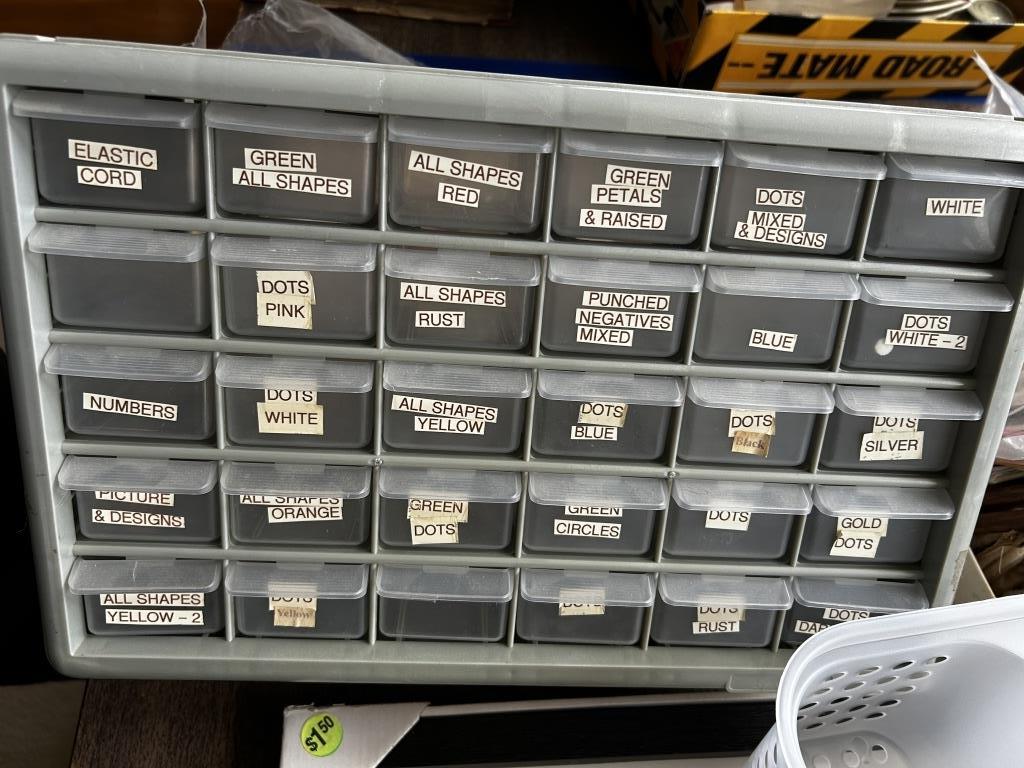 ROAD MATE
ELASTIC
CORD
GREEN
ALL SHAPES
ALL SHAPES
RED
GREEN
PETALS
& RAISED
DOTS
MIXED
& DESIGNS
WHITE
DOTS
PINK
ALL SHAPES
RUST
PUNCHED
NEGATIVES
MIXED
BLUE
DOTS
WHITE - 2
NUMBERS
DOTS
WHITE
ALL SHAPES
YELLOW
DOTS
BLUE
DOTS
Black
DOTS
SILVER
PICTURE
& DESIGNS
ALL SHAPES
ORANGE
GREEN
DOTS
GREEN
CIRCLES
DOTS
GOLD
DOTS
ALL SHAPES
YELLOW - 2
DOTS
Yellow
DOTS
DOTS
RUST
DOTS
$1.50